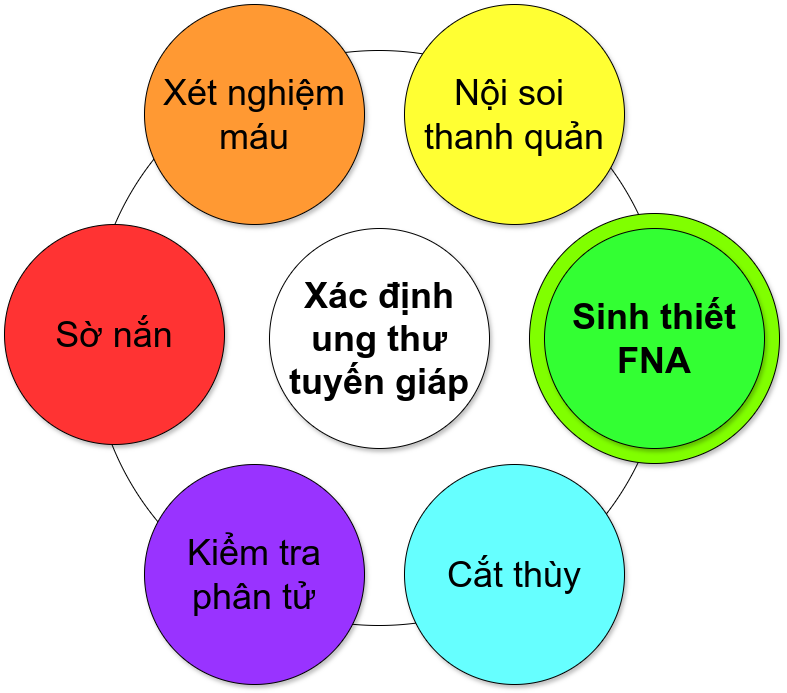 Xét nghiệm
máu
Nội soi
thanh quản
Sờ nắn
Xác định
ung thư
tuyến giáp
Sinh thiết
FNA
Kiểm tra
phân tử
Cắt thùy